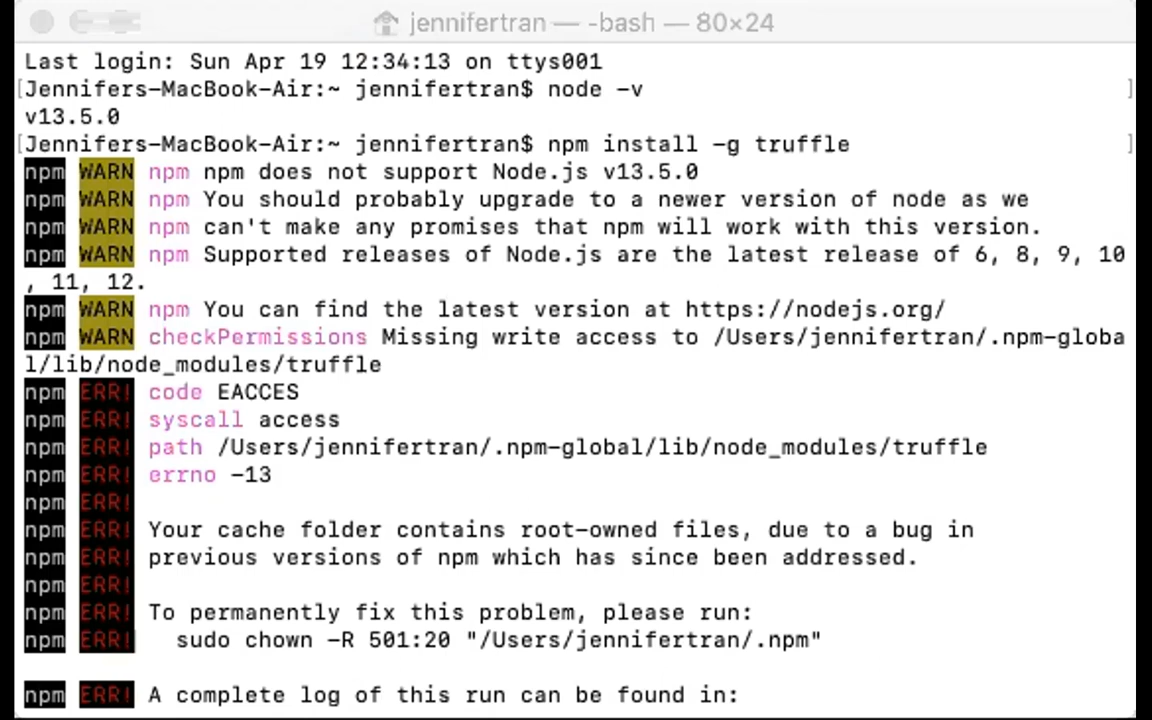 jennifertran — -bash — 80×24
Last login: Sun Apr 19 12:34:13 on ttys001
[Jennifers-MacBook-Air:~ jennifertran$ node -v ]
v13.5.0
[Jennifers-MacBook-Air:~ jennifertran$ npm install -g truffle ]
npm WARN npm npm does not support Node.js v13.5.0
npm WARN npm You should probably upgrade to a newer version of node as we
npm WARN npm can't make any promises that npm will work with this version.
npm WARN npm Supported releases of Node.js are the latest release of 6, 8, 9, 10
, 11, 12.
npm WARN npm You can find the latest version at https://nodejs.org/
npm WARN checkPermissions Missing write access to /Users/jennifertran/.npm-globa
l/lib/node_modules/truffle
npm ERR! code EACCES
npm ERR! syscall access
npm ERR! path /Users/jennifertran/.npm-global/lib/node_modules/truffle
npm ERR! errno -13
npm ERR!
npm ERR! Your cache folder contains root-owned files, due to a bug in
npm ERR! previous versions of npm which has since been addressed.
npm ERR!
npm ERR! To permanently fix this problem, please run:
npm ERR! sudo chown -R 501:20 "/Users/jennifertran/.npm"
npm ERR! A complete log of this run can be found in: